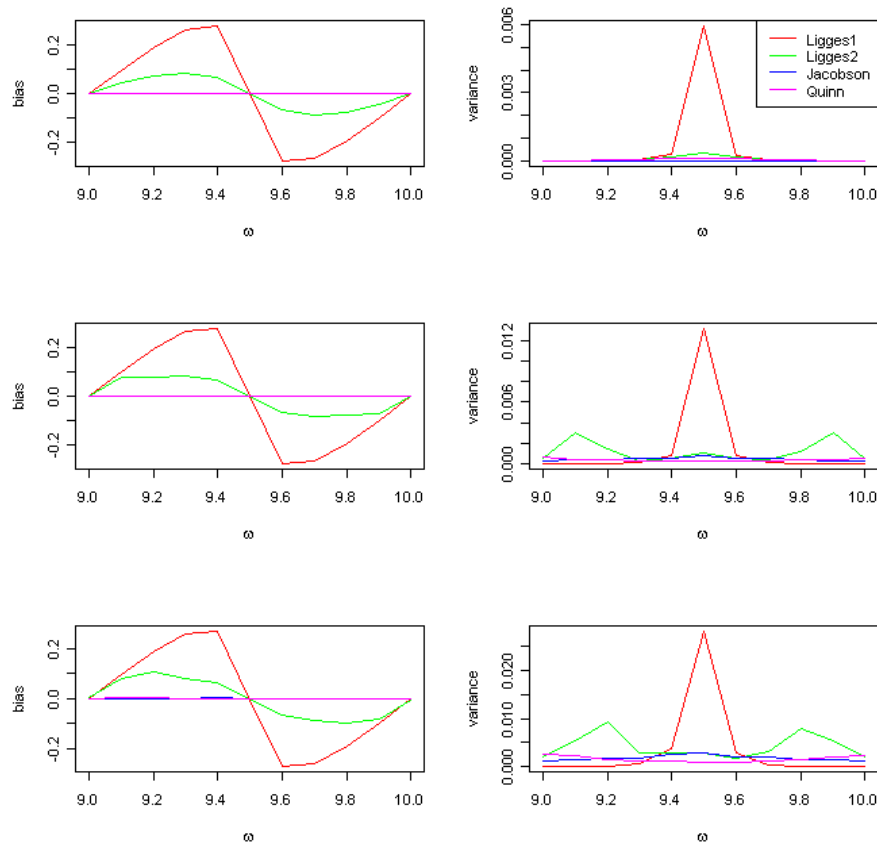 bias
-0.2 0.0 0.2
9.0 9.2 9.4 9.6 9.8 10.0
ω
variance
0.000 0.003 0.006
Ligges1
Ligges2
Jacobson
Quinn
9.0 9.2 9.4 9.6 9.8 10.0
ω
bias
-0.2 0.0 0.2
9.0 9.2 9.4 9.6 9.8 10.0
ω
variance
0.000 0.006 0.012
9.0 9.2 9.4 9.6 9.8 10.0
ω
bias
-0.2 0.0 0.2
9.0 9.2 9.4 9.6 9.8 10.0
ω
variance
0.000 0.010 0.020
9.0 9.2 9.4 9.6 9.8 10.0
ω